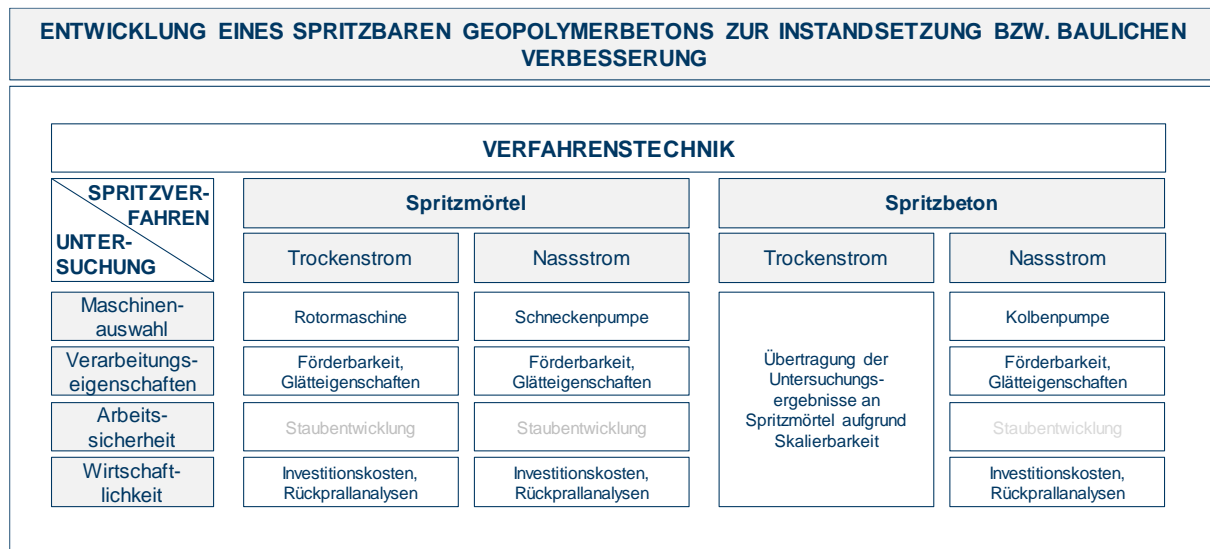 ENTWICKLUNG EINES SPRITZBAREN GEOPOLYMERBETONS ZUR INSTANDSETZUNG BZW. BAULICHEN
VERBESSERUNG
VERFAHRENSTECHNIK
SPRITZVER-
FAHREN
UNTER-
SUCHUNG
Spritzmörtel
Spritzbeton
Trockenstrom
Nassstrom
Trockenstrom
Nassstrom
Maschinen-
auswahl
Rotormaschine
Schneckenpumpe
Übertragung der
Untersuchungs-
ergebnisse an
Spritzmörtel aufgrund
Skalierbarkeit
Kolbenpumpe
Verarbeitungs-
eigenschaften
Förderbarkeit,
Glätteigenschaften
Förderbarkeit,
Glätteigenschaften
Förderbarkeit,
Glätteigenschaften
Arbeits-
sicherheit
Staubentwicklung
Staubentwicklung
Staubentwicklung
Wirtschaft-
lichkeit
Investitionskosten,
Rückprallanalysen
Investitionskosten,
Rückprallanalysen
Investitionskosten,
Rückprallanalysen